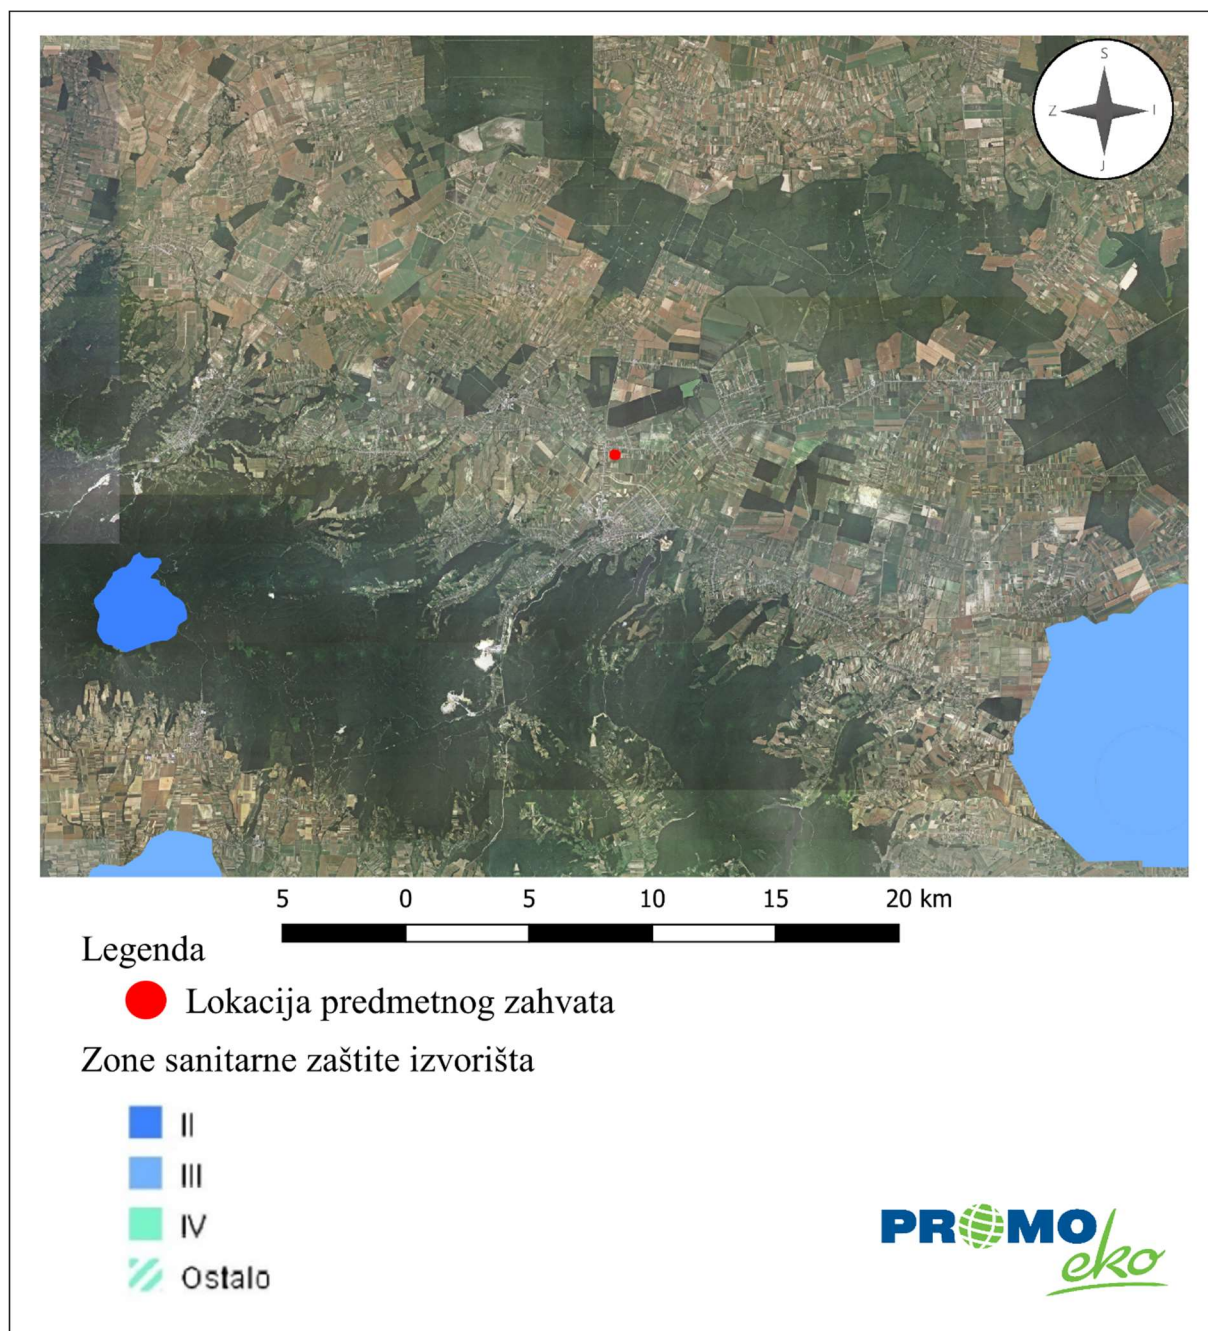 S
Z I
J
5 0 5 10 15 20 km
Legenda
Lokacija predmetnog zahvata
Zone sanitarne zaštite izvorišta
II
III
IV
Ostalo
PROMO
eko